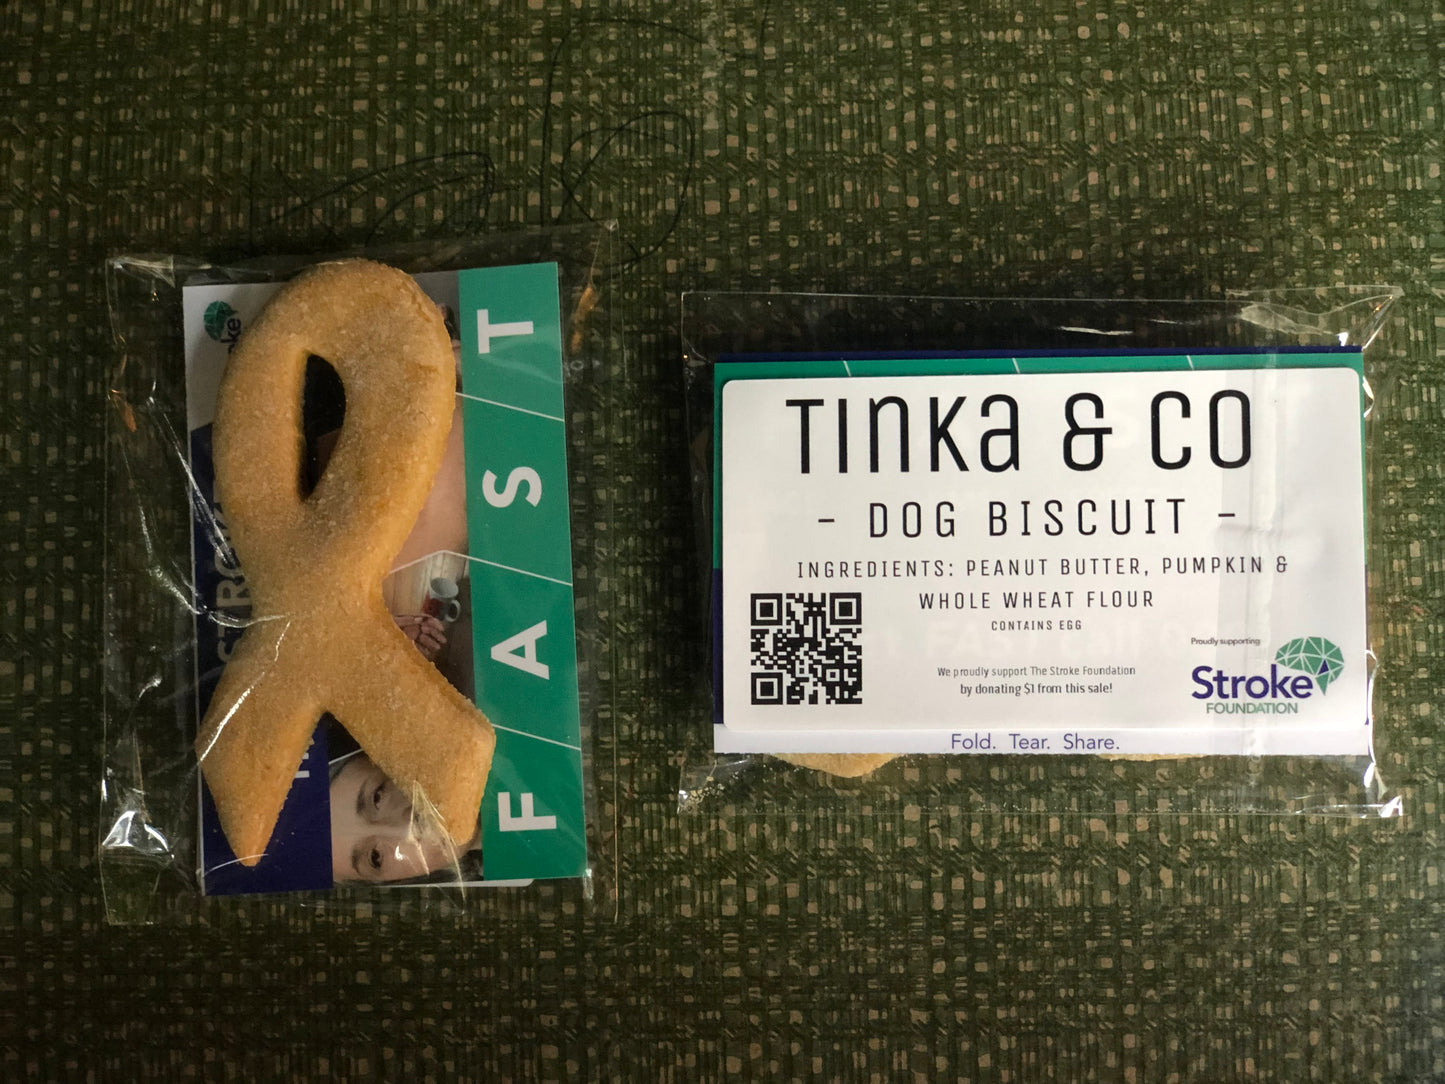 F A S T
TINKA & CO
- DOG BISCUIT -
INGREDIENTS: PEANUT BUTTER, PUMPKIN &
WHOLE WHEAT FLOUR
CONTAINS EGG
We proudly support The Stroke Foundation
by donating $1 from this sale!
Proudly supporting
Stroke
FOUNDATION
Fold. Tear. Share.